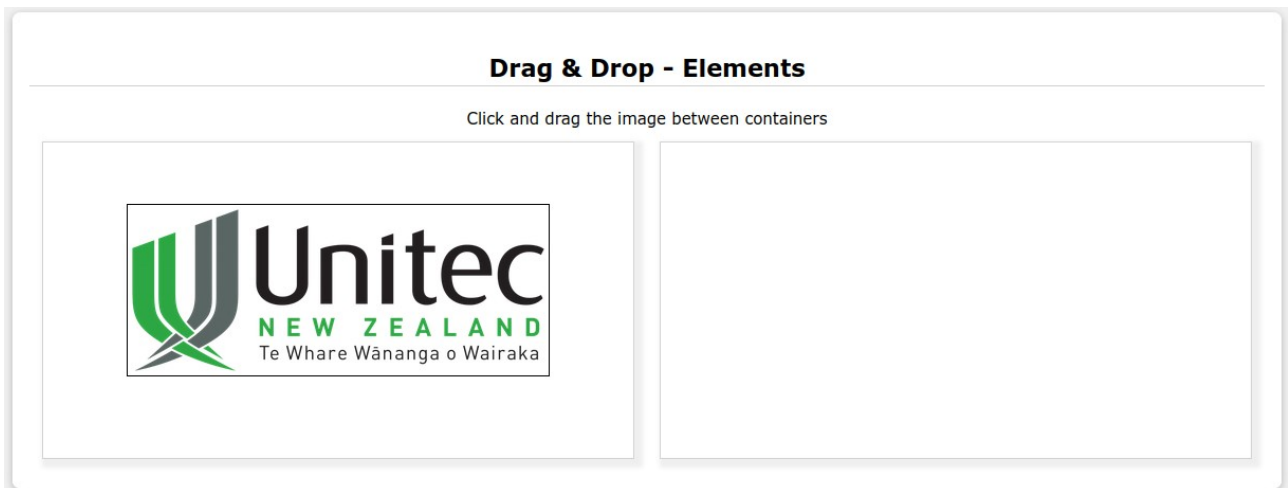 Drag & Drop - Elements
Click and drag the image between containers
Unitec
NEW ZEALAND
Te Whare Wānanga o Wairaka